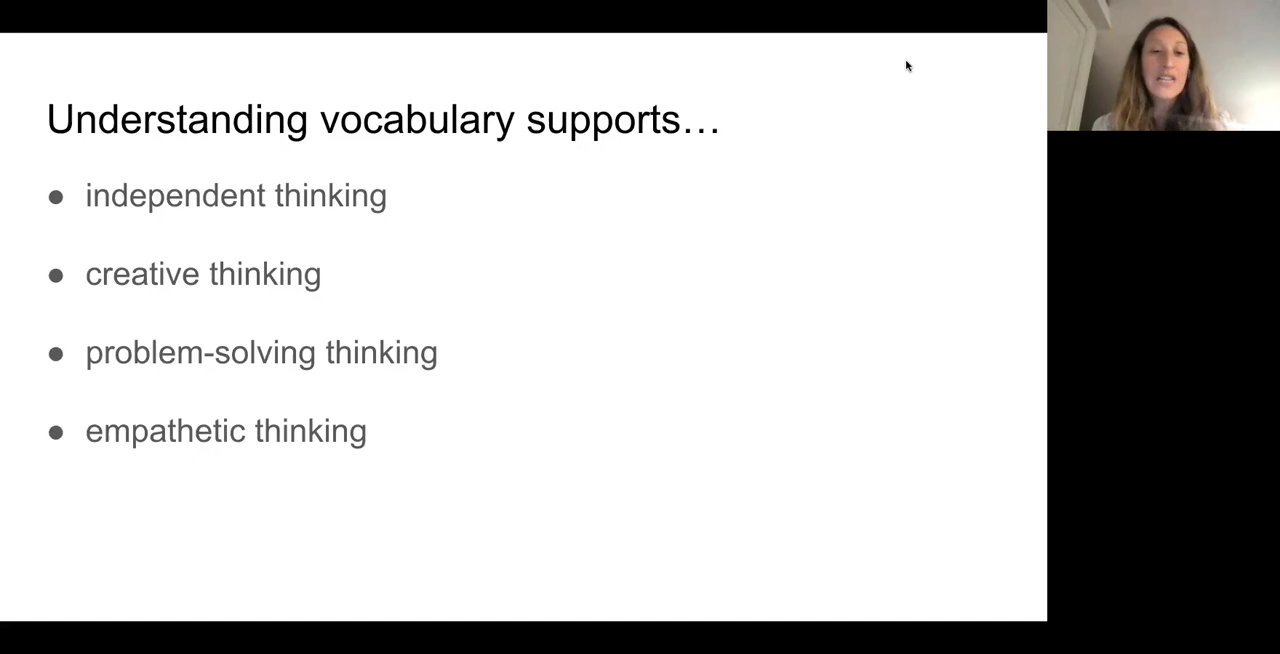 Understanding vocabulary supports…
● independent thinking
● creative thinking
● problem-solving thinking
● empathetic thinking